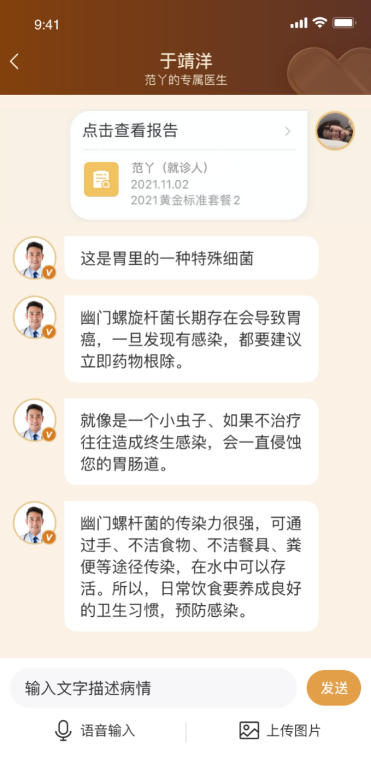 9:41
于靖洋
范丫的专属医生
点击查看报告
范丫（就诊人）
2021.11.02
2021黄金标准套餐2
这是胃里的一种特殊细菌
幽门螺旋杆菌长期存在会导致胃
癌，一旦发现有感染，都要建议
立即药物根除。
就像是一个小虫子、如果不治疗
往往造成终生感染，会一直侵蚀
您的胃肠道。
幽门螺杆菌的传染力很强，可通
过手、不洁食物、不洁餐具、粪
便等途径传染，在水中可以存
活。所以，日常饮食要养成良好
的卫生习惯，预防感染。
输入文字描述病情
发送
语音输入
上传图片